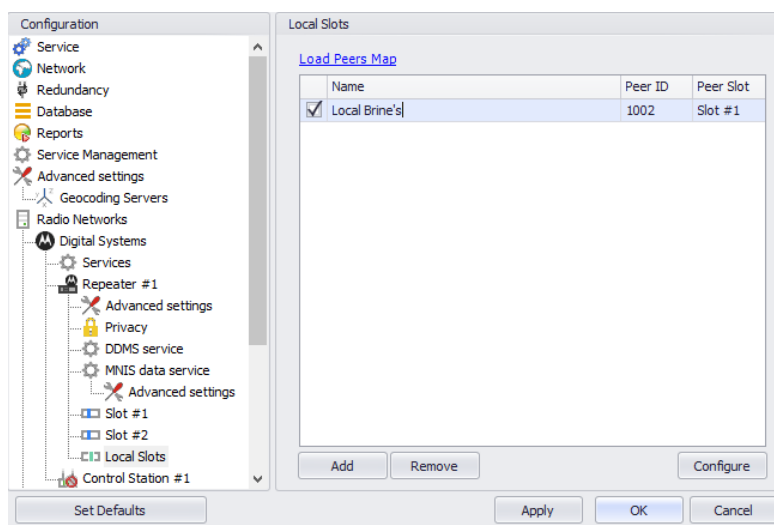 Configuration
Service
Network
Redundancy
Database
Reports
Service Management
Advanced settings
Geocoding Servers
Radio Networks
Digital Systems
Services
Repeater #1
Advanced settings
Privacy
DDMS service
MNIS data service
Advanced settings
Slot #1
Slot #2
Local Slots
Control Station #1
Set Defaults
Local Slots
Load Peers Map
Name Peer ID Peer Slot
Local Brine's 1002 Slot #1
Add Remove Configure
Apply OK Cancel